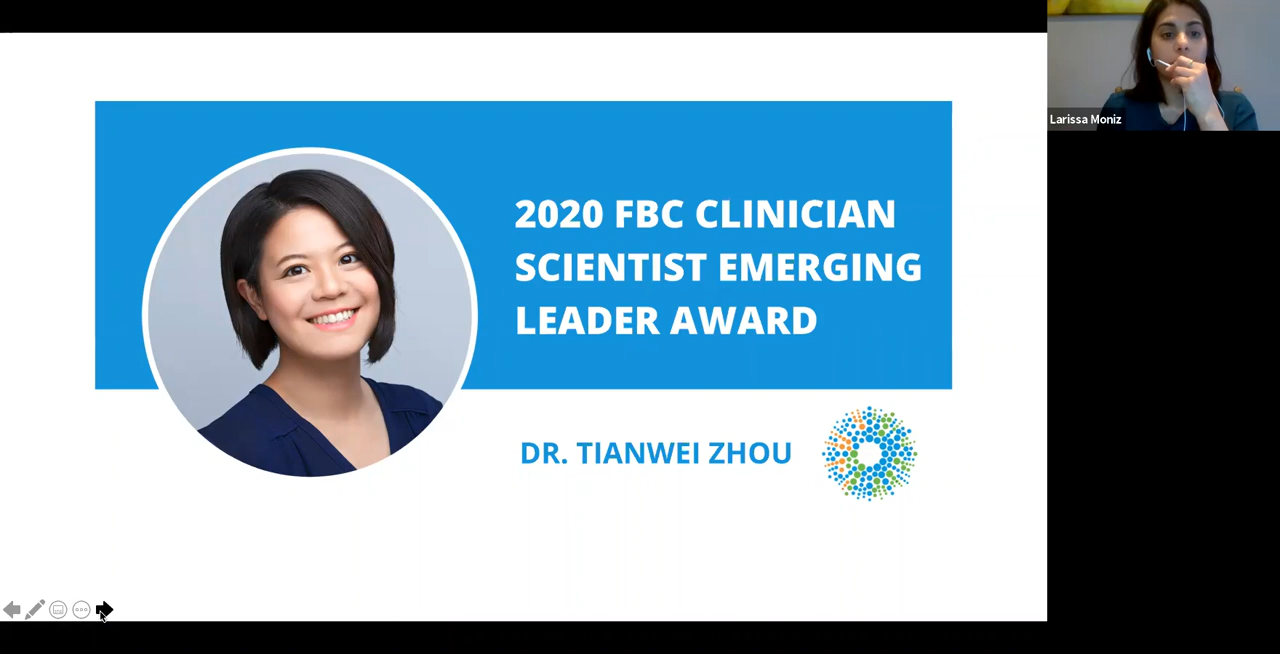 2020 FBC CLINICIAN
SCIENTIST EMERGING
LEADER AWARD
DR. TIANWEI ZHOU
Larissa Moniz